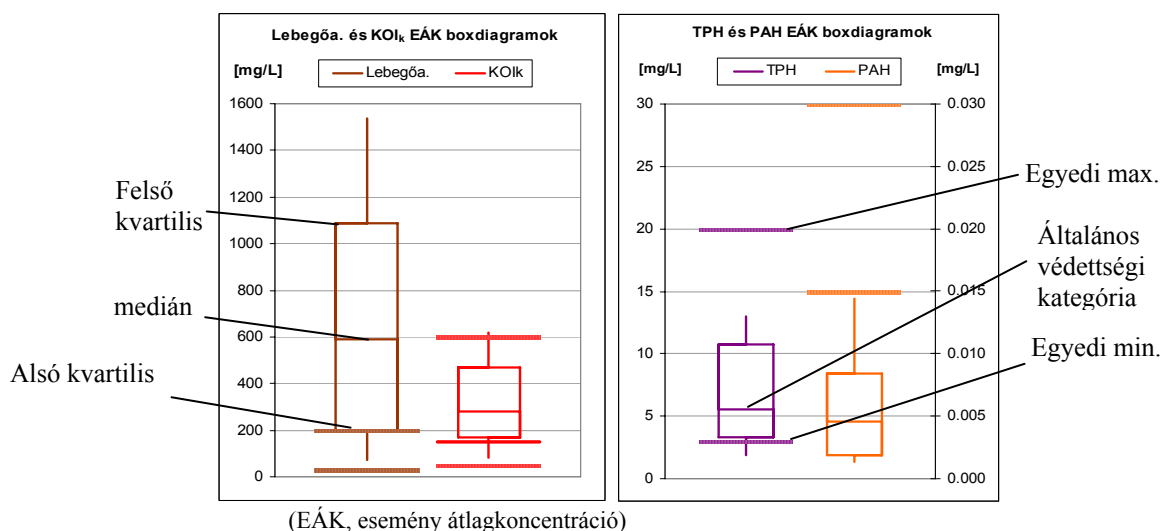 Lebegőa. és KOIk EÁK boxdiagramok
[mg/L]
Lebegőa.
KOIk
1600
1400
1200
1000
800
600
400
200
0
Felső
kvartilis
medián
Alsó kvartilis
TPH és PAH EÁK boxdiagramok
[mg/L]
TPH
PAH
[mg/L]
30
25
20
15
10
5
0
0.030
0.025
0.020
0.015
0.010
0.005
0.000
Egyedi max.
Általános
védettségi
kategória
Egyedi min.
(EÁK, esemény átlagkoncentráció)